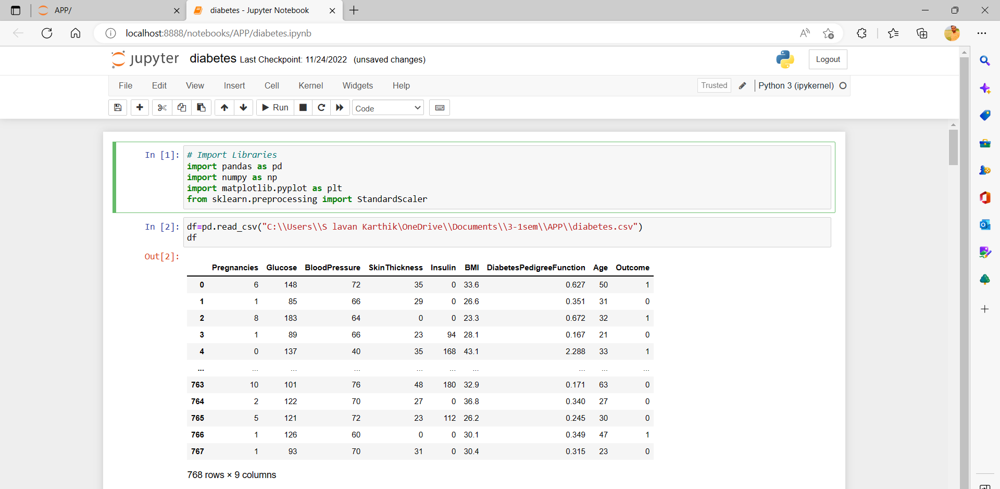 APP/
diabetes - Jupyter Notebook
localhost:8888/notebooks/APP/diabetes.ipynb
jupyter diabetes Last Checkpoint: 11/24/2022 (unsaved changes)
Logout
File Edit View Insert Cell Kernel Widgets Help
Trusted Python 3 (ipykernel)
Run Code
In [1]: # Import Libraries
import pandas as pd
import numpy as np
import matplotlib.pyplot as plt
from sklearn.preprocessing import StandardScaler
In [2]: df=pd.read_csv("C:\\Users\\S lavan Karthik\OneDrive\\Documents\\3-1sem\\APP\\diabetes.csv")
df
Out[2]:
Pregnancies Glucose BloodPressure SkinThickness Insulin BMI DiabetesPedigreeFunction Age Outcome
0 6 148 72 35 0 33.6 0.627 50 1
1 1 85 66 29 0 26.6 0.351 31 0
2 8 183 64 0 0 23.3 0.672 32 1
3 1 89 66 23 94 28.1 0.167 21 0
4 0 137 40 35 168 43.1 2.288 33 1
... ... ... ... ... ... ... ... ... ...
763 10 101 76 48 180 32.9 0.171 63 0
764 2 122 70 27 0 36.8 0.340 27 0
765 5 121 72 23 112 26.2 0.245 30 0
766 1 126 60 0 0 30.1 0.349 47 1
767 1 93 70 31 0 30.4 0.315 23 0
768 rows × 9 columns